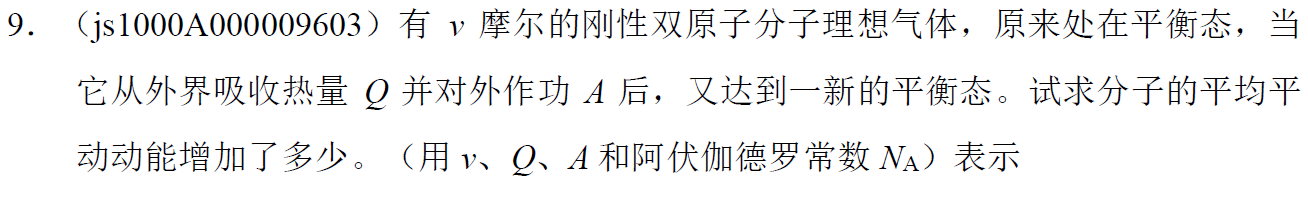 9. （js1000A000009603）有 ν 摩尔的刚性双原子分子理想气体，原来处在平衡态，当
它从外界吸收热量 Q 并对外作功 A 后，又达到一新的平衡态。试求分子的平均平
动动能增加了多少。（用 ν、Q、A 和阿伏伽德罗常数 NA）表示